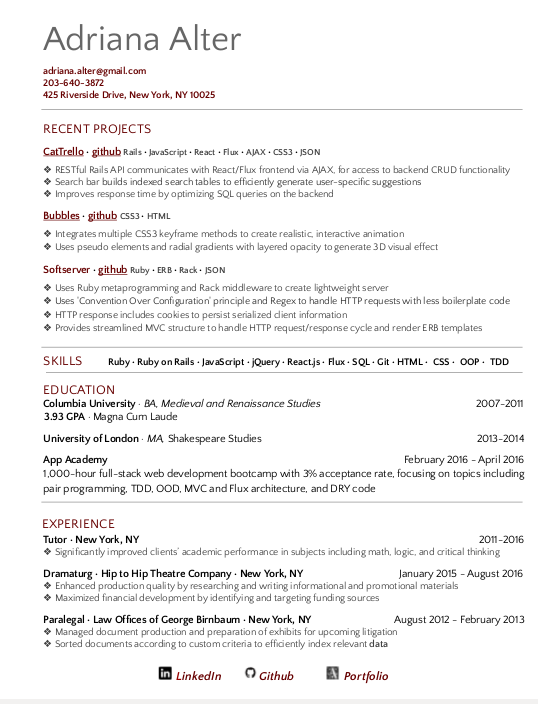 Adriana Alter
adriana.alter@gmail.com
203-640-3872
425 Riverside Drive, New York, NY 10025
RECENT PROJECTS
CatTrello · github Rails • JavaScript • React • Flux • AJAX • CSS3 • JSON
❖ RESTful Rails API communicates with React/Flux frontend via AJAX, for access to backend CRUD functionality
❖ Search bar builds indexed search tables to efficiently generate user-specific suggestions
❖ Improves response time by optimizing SQL queries on the backend
Bubbles · github CSS3 • HTML
❖ Integrates multiple CSS3 keyframe methods to create realistic, interactive animation
❖ Uses pseudo elements and radial gradients with layered opacity to generate 3D visual effect
Softserver · github Ruby • ERB • Rack • JSON
❖ Uses Ruby metaprogramming and Rack middleware to create lightweight server
❖ Uses 'Convention Over Configuration' principle and Regex to handle HTTP requests with less boilerplate code
❖ HTTP response includes cookies to persist serialized client information
❖ Provides streamlined MVC structure to handle HTTP request/response cycle and render ERB templates
SKILLS Ruby · Ruby on Rails · JavaScript · jQuery · React.js · Flux · SQL · Git · HTML · CSS · OOP · TDD
EDUCATION
Columbia University · BA, Medieval and Renaissance Studies 2007-2011
3.93 GPA · Magna Cum Laude
University of London · MA, Shakespeare Studies 2013-2014
App Academy February 2016 - April 2016
1,000-hour full-stack web development bootcamp with 3% acceptance rate, focusing on topics including
pair programming, TDD, OOD, MVC and Flux architecture, and DRY code
EXPERIENCE
Tutor · New York, NY 2011-2016
❖ Significantly improved clients' academic performance in subjects including math, logic, and critical thinking
Dramaturg · Hip to Hip Theatre Company · New York, NY January 2015 - August 2016
❖ Enhanced production quality by researching and writing informational and promotional materials
❖ Maximized financial development by identifying and targeting funding sources
Paralegal · Law Offices of George Birnbaum · New York, NY August 2012 - February 2013
❖ Managed document production and preparation of exhibits for upcoming litigation
❖ Sorted documents according to custom criteria to efficiently index relevant data
LinkedIn Github Portfolio